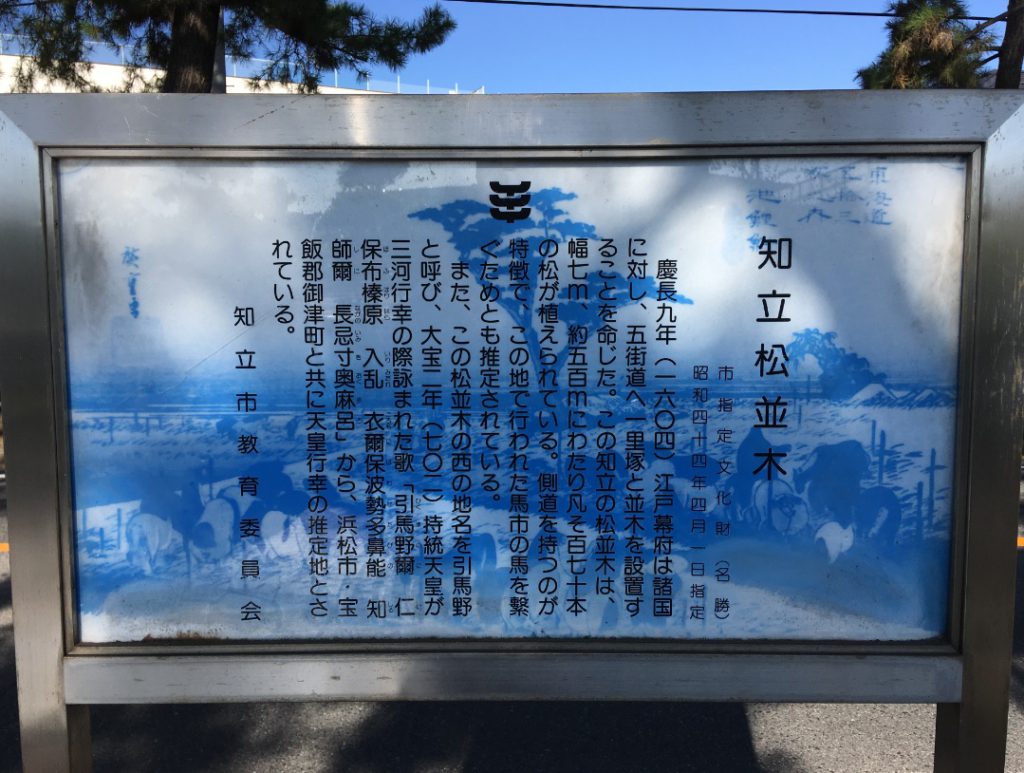 知立松並木
市指定文化財（名勝）
昭和四十四年四月一日指定
慶長九年（一六〇四）江戸幕府は諸国
に対し、五街道へ一里塚と並木を設置す
ることを命じた。この知立の松並木は、
幅七m、約五百mにわたり凡そ百七十本
の松が植えられている。側道を持つのが
特徴で、この地で行われた馬市の馬を繋
ぐためとも推定されている。
また、この松並木の西の地名を引馬野
と呼び、大宝二年（七〇二）持統天皇が
三河行幸の際詠まれた歌「引馬野爾　仁
保布榛原　入乱　衣爾保波勢多鼻能　知
師爾　長忌寸奥麻呂」から、浜松市・宝
飯郡御津町と共に天皇行幸の推定地とさ
れている。
知立市教育委員会